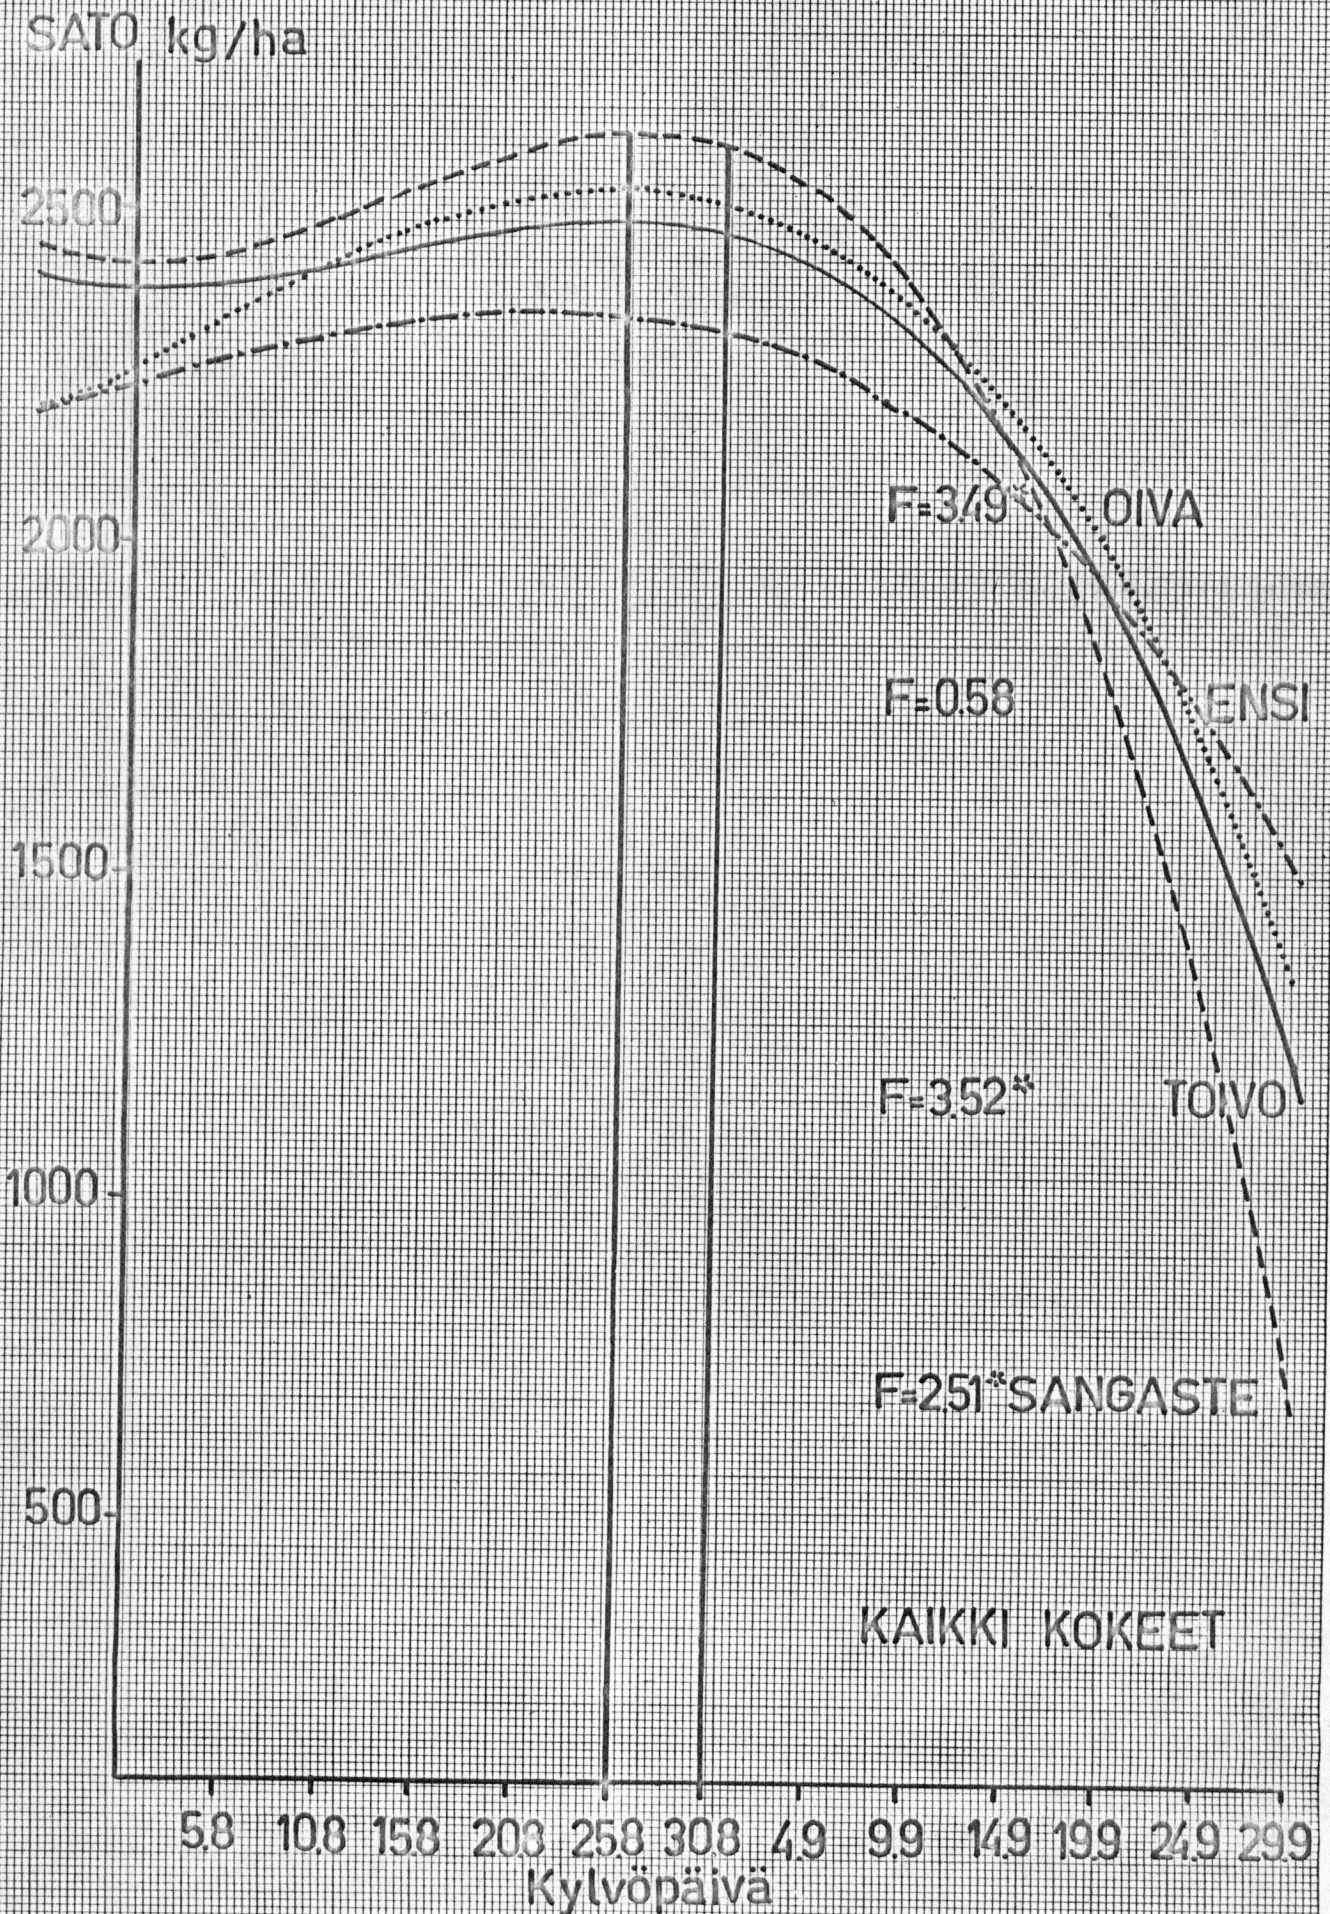 SATO kg/ha
2500
2000
1500
1000
500
F=3.49* OIVA
F=0.58 ENSI
F=3.52* TOIVO
F=2.51* SANGASTE
KAIKKI KOKEET
5.8 10.8 15.8 20.8 25.8 30.8 4.9 9.9 14.9 19.9 24.9 29.9
Kylvöpäivä